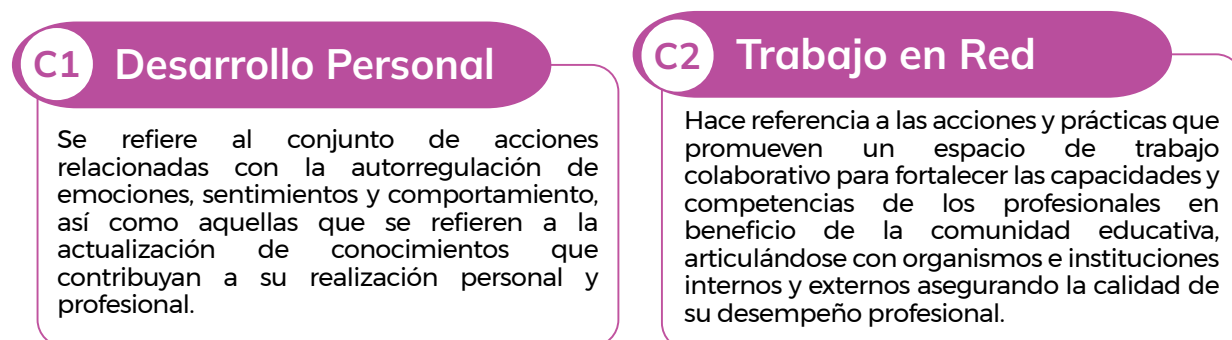 C1 Desarrollo Personal
Se refiere al conjunto de acciones
relacionadas con la autorregulación de
emociones, sentimientos y comportamiento,
así como aquellas que se refieren a la
actualización de conocimientos que
contribuyan a su realización personal y
profesional.
C2 Trabajo en Red
Hace referencia a las acciones y prácticas que
promueven un espacio de trabajo
colaborativo para fortalecer las capacidades y
competencias de los profesionales en
beneficio de la comunidad educativa,
articulándose con organismos e instituciones
internos y externos asegurando la calidad de
su desempeño profesional.